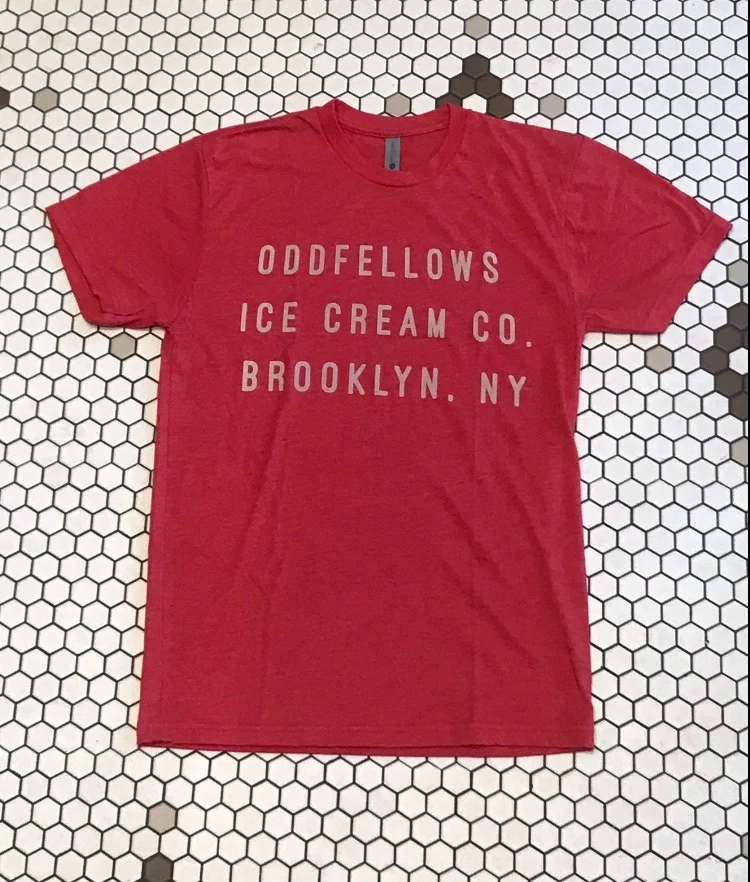 ODDFELLOWS
ICE CREAM CO.
BROOKLYN. NY